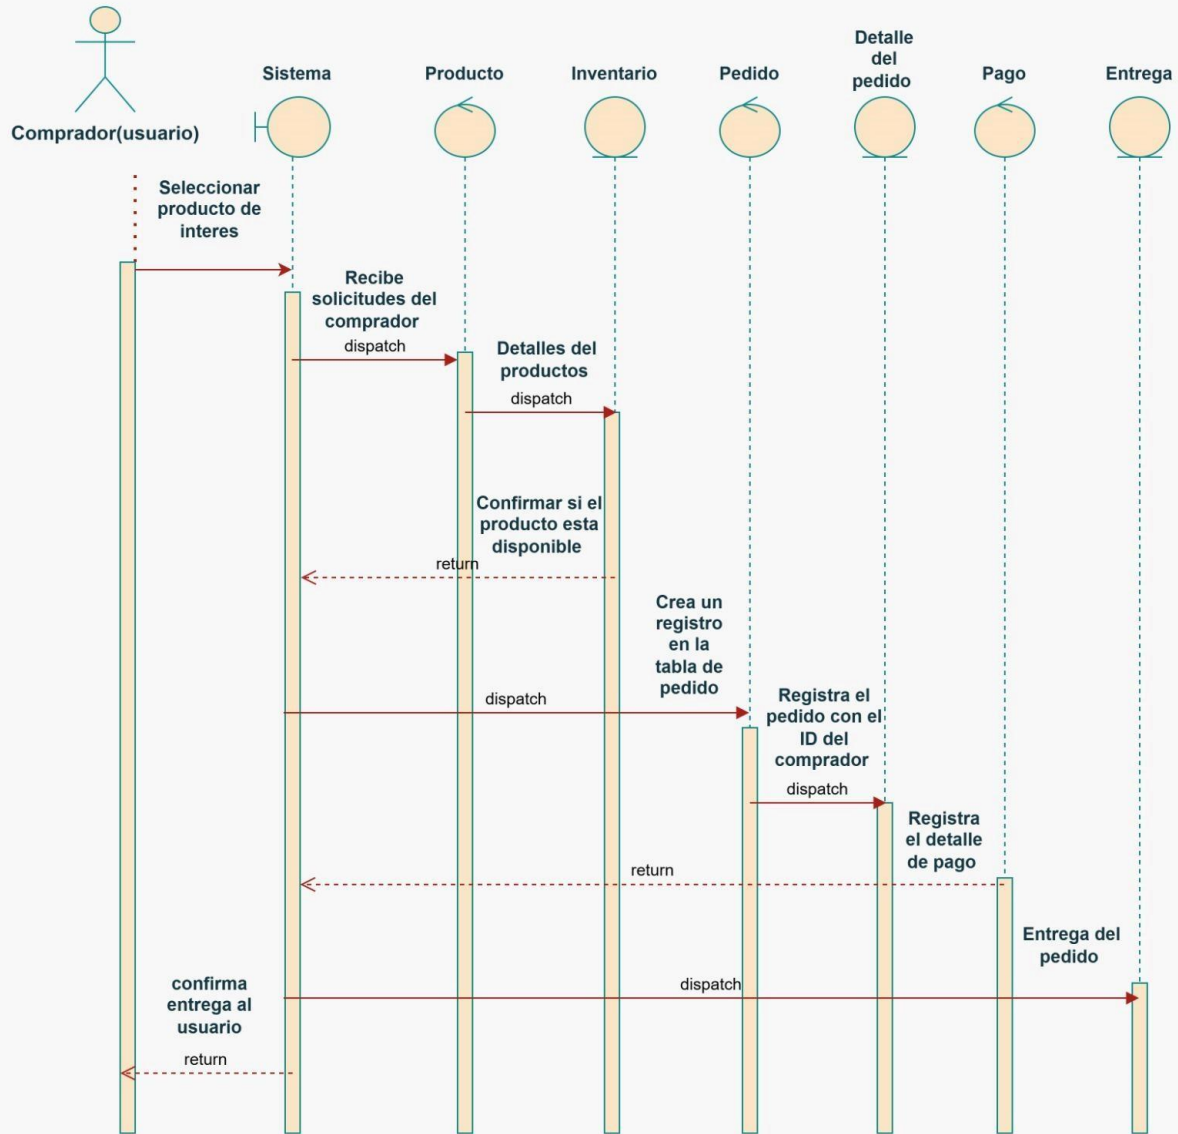 Comprador(usuario)
Sistema
Producto
Inventario
Pedido
Detalle
del
pedido
Pago
Entrega
Seleccionar
producto de
interes
Recibe
solicitudes del
comprador
dispatch
Detalles del
productos
dispatch
Confirmar si el
producto esta
disponible
return
Crea un
registro
en la
tabla de
pedido
dispatch
Registra el
pedido con el
ID del
comprador
dispatch
Registra
el detalle
de pago
return
Entrega del
pedido
dispatch
confirma
entrega al
usuario
return